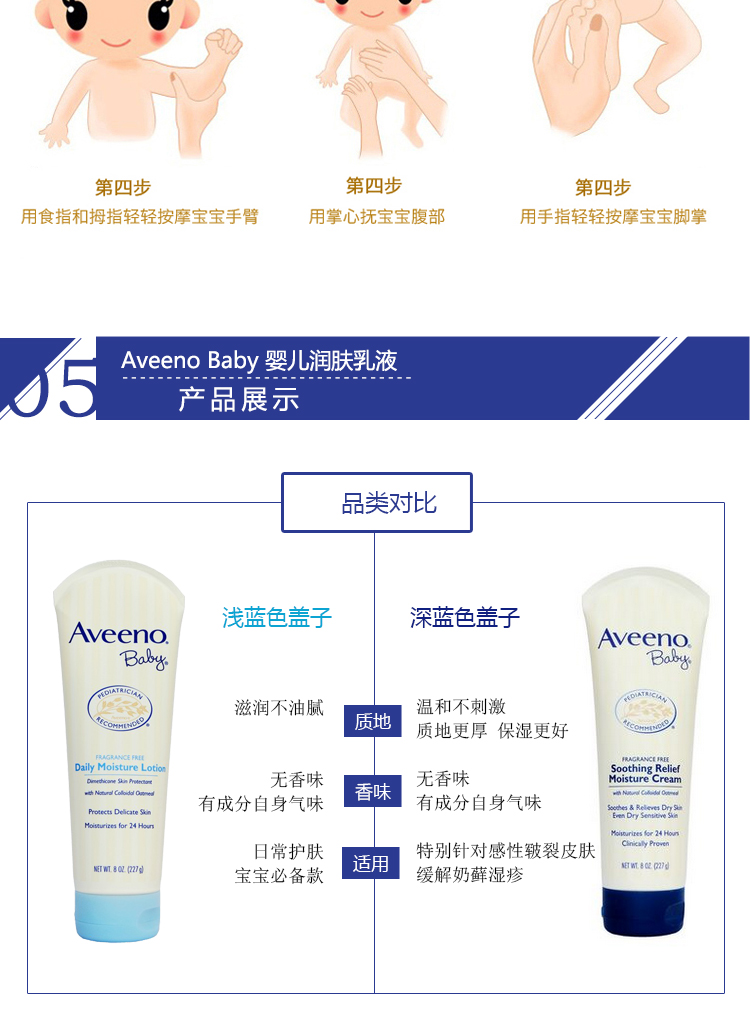 第四步
第四步
第四步
用食指和拇指轻轻按摩宝宝手臂
用掌心抚宝宝腹部
用手指轻轻按摩宝宝脚掌
05
Aveeno Baby 婴儿润肤乳液
产品展示
品类对比
浅蓝色盖子
深蓝色盖子
滋润不油腻
质地
温和不刺激
质地更厚 保湿更好
无香味
有成分自身气味
香味
无香味
有成分自身气味
日常护肤
宝宝必备款
适用
特别针对感性皲裂皮肤
缓解奶藓湿疹
Aveeno®
Baby®
PEDIATRICIAN
RECOMMENDED
FRAGRANCE FREE
Daily Moisture Lotion
Dimethicone Skin Protectant
with Natural Colloidal Oatmeal
Protects Delicate Skin
Moisturizes for 24 Hours
NET WT. 8 OZ. (227g)
Aveeno®
Baby®
PEDIATRICIAN
RECOMMENDED
FRAGRANCE FREE
Soothing Relief
Moisture Cream
with Natural Colloidal Oatmeal
Soothes & Relieves Dry Skin
Even Dry Sensitive Skin
Moisturizes for 24 Hours
Clinically Proven
NET WT. 8 OZ. (227g)